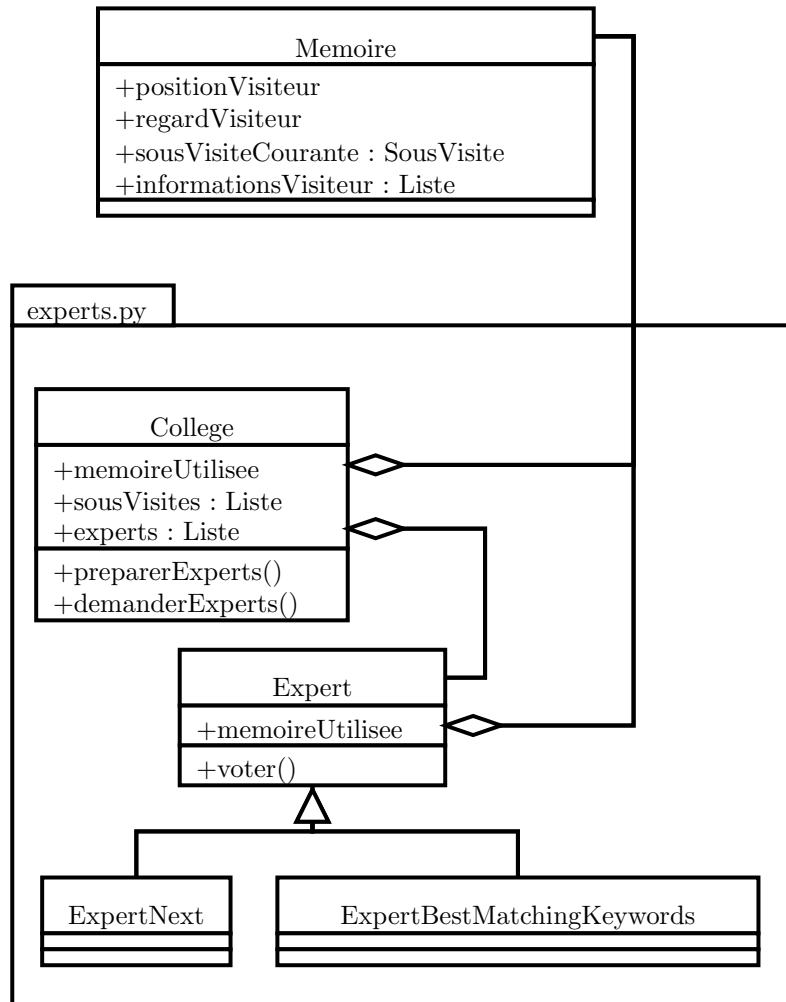 Memoire
+positionVisiteur
+regardVisiteur
+sousVisiteCourante : SousVisite
+informationsVisiteur : Liste
experts.py
College
+memoireUtilisee
+sousVisites : Liste
+experts : Liste
+preparerExperts()
+demanderExperts()
Expert
+memoireUtilisee
+voter()
ExpertNext
ExpertBestMatchingKeywords